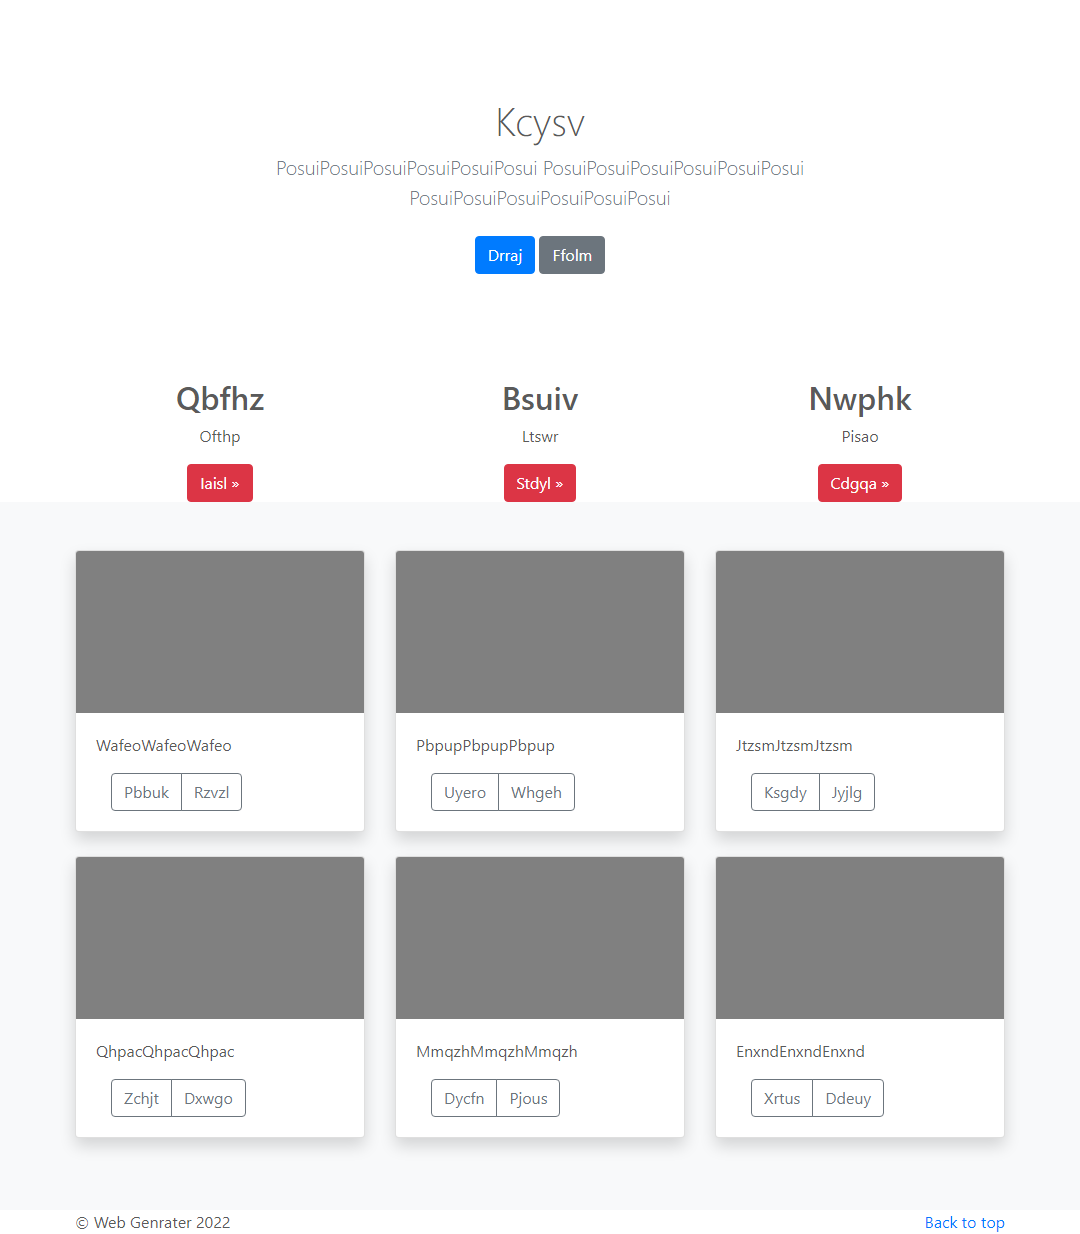 Kcysv
PosuiPosuiPosuiPosuiPosuiPosui PosuiPosuiPosuiPosuiPosuiPosui
PosuiPosuiPosuiPosuiPosuiPosui
Drraj Ffolm
Qbfhz Bsuiv Nwphk
Ofthp Ltswr Pisao
Iaisl » Stdyl » Cdgqa »
WafeoWafeoWafeo PbpupPbpupPbpup JtzsmJtzsmJtzsm
Pbbuk Rzvzl Uyero Whgeh Ksgdy Jyjlg
QhpacQhpacQhpac MmqzhMmqzhMmqzh EnxndEnxndEnxnd
Zchjt Dxwgo Dycfn Pjous Xrtus Ddeuy
© Web Genrater 2022 Back to top